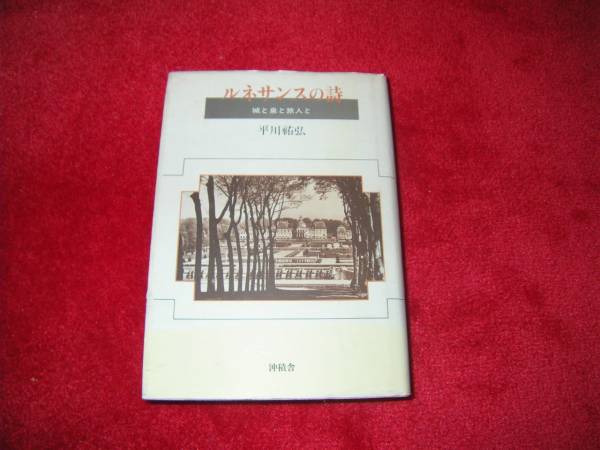 ルネサンスの詩
城と泉と旅人と
平川祐弘
沖積舎